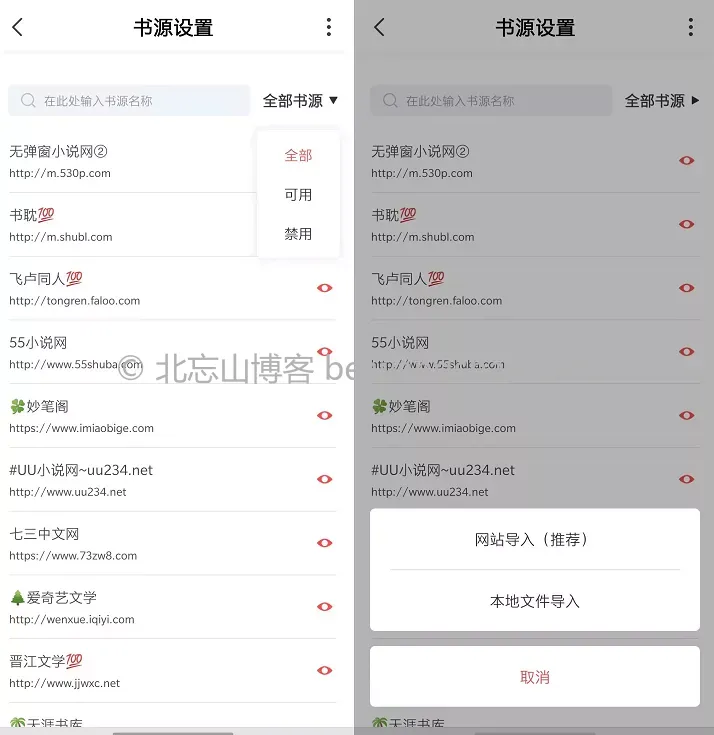 书源设置
在此处输入书源名称
全部书源
全部
可用
禁用
无弹窗小说网②
http://m.530p.com
书耽💯
http://m.shubl.com
飞卢同人💯
http://tongren.faloo.com
55小说网
http://www.55shuba.com
© 北忘山博客 be
🍀妙笔阁
https://www.imiaobige.com
#UU小说网~uu234.net
http://www.uu234.net
七三中文网
https://www.73zw8.com
🌲爱奇艺文学
http://wenxue.iqiyi.com
晋江文学💯
http://www.jjwxc.net
🌴天涯书库
书源设置
在此处输入书源名称
全部书源
无弹窗小说网②
http://m.530p.com
书耽💯
http://m.shubl.com
飞卢同人💯
http://tongren.faloo.com
55小说网
http://www.55shuba.com
🍀妙笔阁
https://www.imiaobige.com
#UU小说网~uu234.net
http://www.uu234.net
网站导入（推荐）
本地文件导入
取消
🌴天涯书库